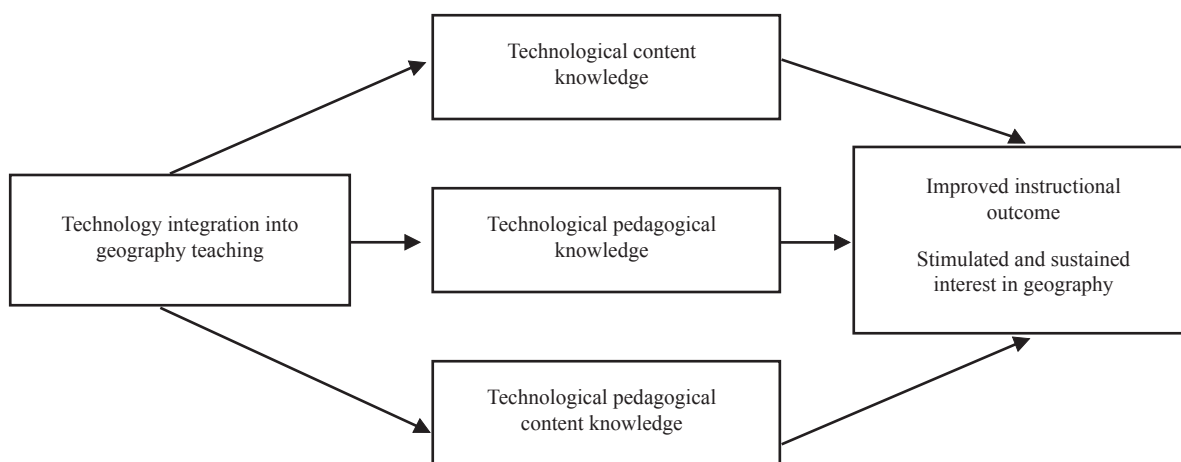 Technological content
knowledge
Technology integration into
geography teaching
Technological pedagogical
knowledge
Improved instructional
outcome
Stimulated and sustained
interest in geography
Technological pedagogical
content knowledge